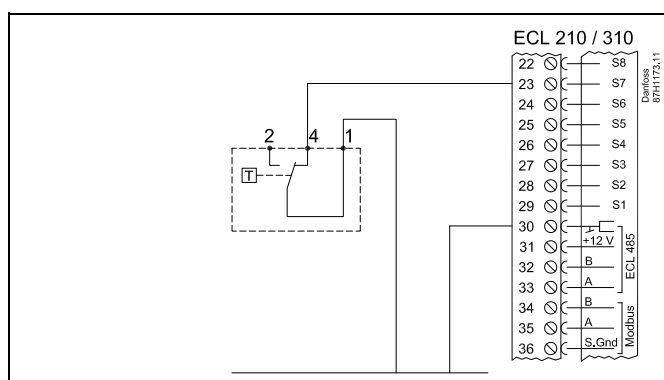 ECL 210 / 310
Danfoss
87H1173.11
22 S8
23 S7
24 S6
25 S5
26 S4
27 S3
28 S2
29 S1
30
31 +12 V
32 B
33 A
ECL 485
34 B
35 A
36 S.Gnd
Modbus
2 4 1
T